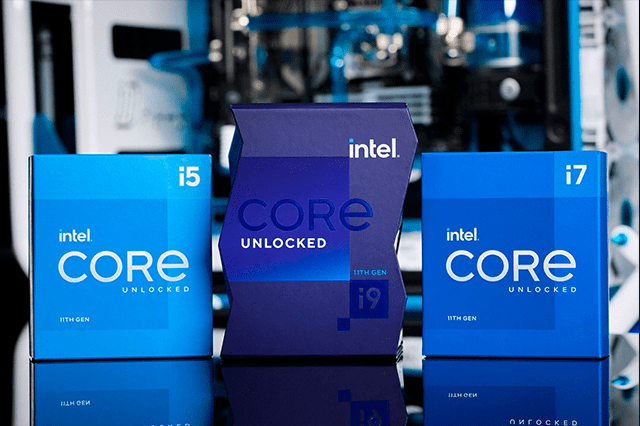 i5
intel.
CORe
UNLOCKED
11TH GEN
intel.
CORe
UNLOCKED
11TH GEN
i9
i7
intel.
CORe
UNLOCKED
11TH GEN